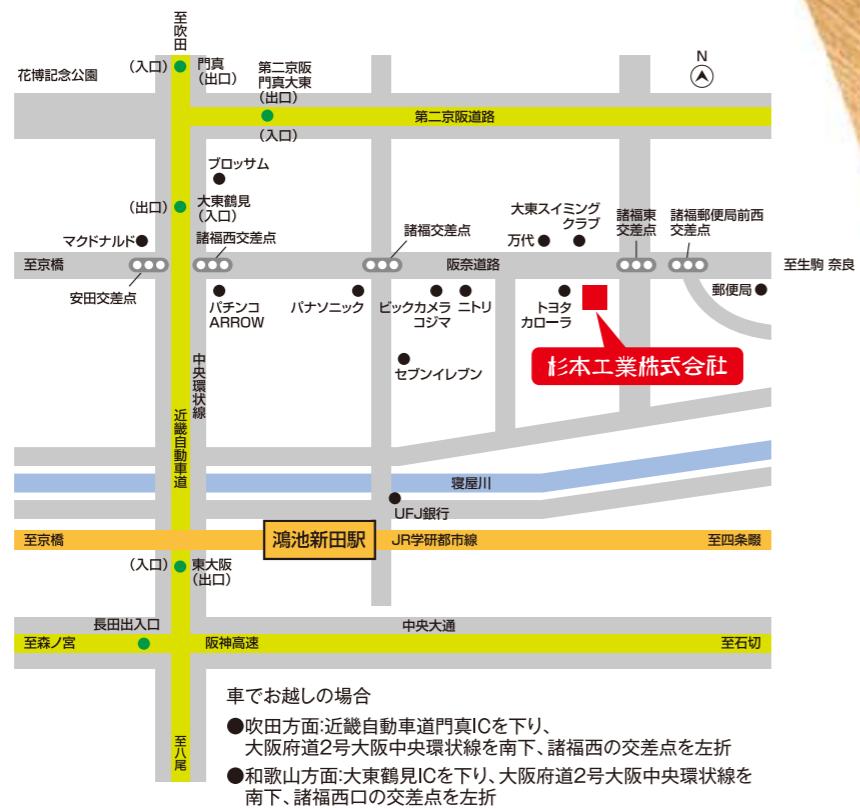 至吹田
花博記念公園
(入口)
門真
(出口)
第二京阪
門真大東
(出口)
(入口)
第二京阪道路
N
ブロッサム
(出口)
大東鶴見
(入口)
マクドナルド
諸福西交差点
諸福交差点
大東スイミング
クラブ
万代
諸福東
交差点
諸福郵便局前西
交差点
至京橋
阪奈道路
至生駒 奈良
安田交差点
パチンコ
ARROW
パナソニック
ビックカメラ
コジマ
ニトリ
トヨタ
カローラ
郵便局
杉本工業株式会社
セブンイレブン
中央環状線
近畿自動車道
寝屋川
UFJ銀行
至京橋
鴻池新田駅
JR学研都市線
至四条畷
(入口)
東大阪
(出口)
長田出入口
中央大通
至森ノ宮
阪神高速
至石切
至八尾
車でお越しの場合
●吹田方面:近畿自動車道門真ICを下り、
大阪府道2号大阪中央環状線を南下、諸福西の交差点を左折
●和歌山方面:大東鶴見ICを下り、大阪府道2号大阪中央環状線を
南下、諸福西口の交差点を左折